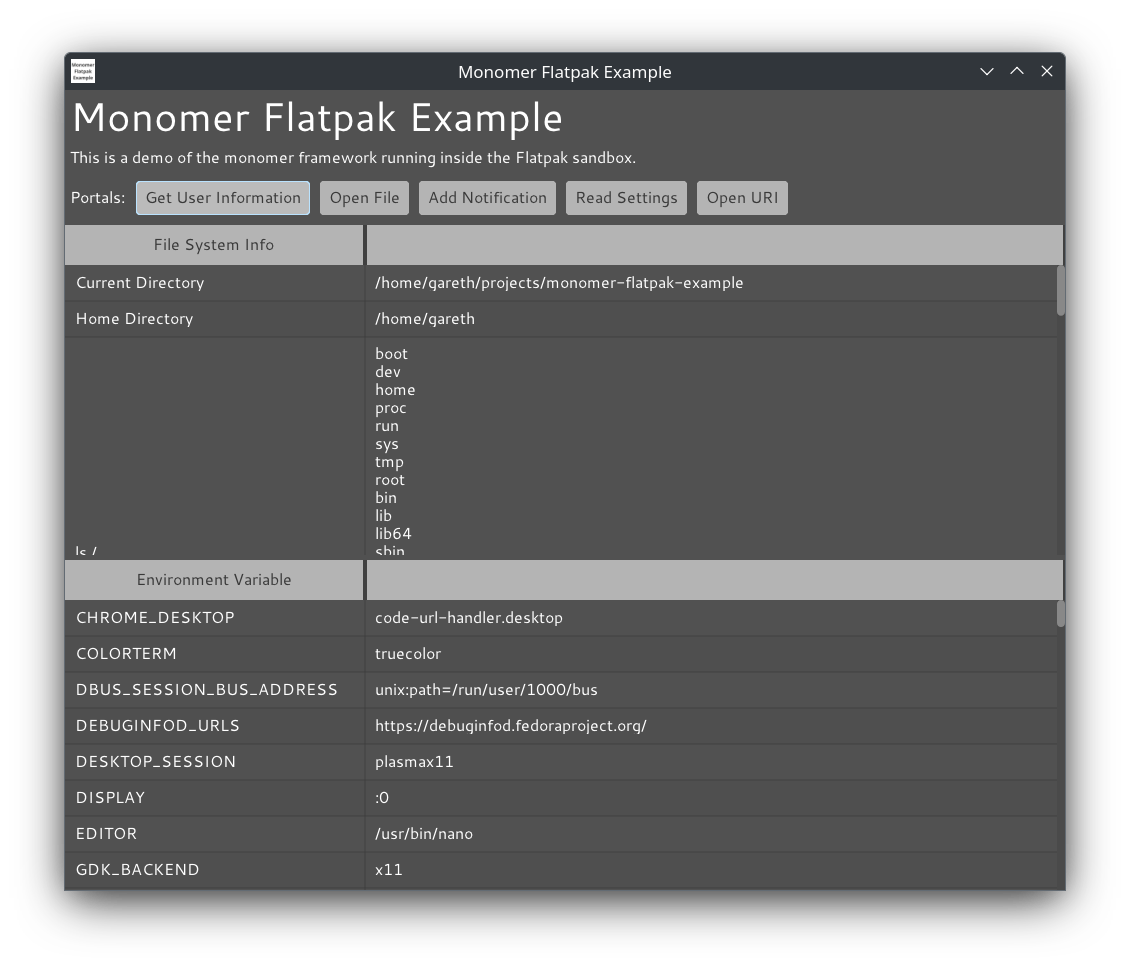 Monomer
Flatpak
Example
Monomer Flatpak Example
Monomer Flatpak Example
This is a demo of the monomer framework running inside the Flatpak sandbox.
Portals: Get User Information Open File Add Notification Read Settings Open URI
File System Info
Current Directory /home/gareth/projects/monomer-flatpak-example
Home Directory /home/gareth
boot
dev
home
proc
run
sys
tmp
root
bin
lib
lib64
ls / sbin
Environment Variable
CHROME_DESKTOP code-url-handler.desktop
COLORTERM truecolor
DBUS_SESSION_BUS_ADDRESS unix:path=/run/user/1000/bus
DEBUGINFOD_URLS https://debuginfod.fedoraproject.org/
DESKTOP_SESSION plasmax11
DISPLAY :0
EDITOR /usr/bin/nano
GDK_BACKEND x11